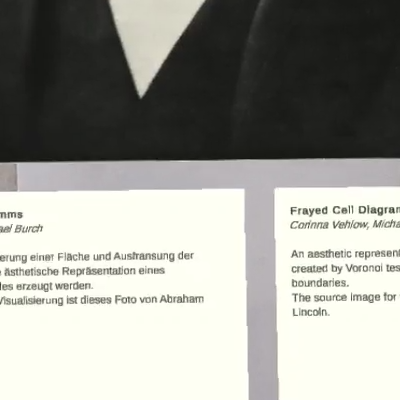 mms
ael Burch
erung einer Fläche und Ausfransung der
ästhetische Repräsentation eines
les erzeugt werden.
Visualisierung ist dieses Foto von Abraham
Frayed Cell Diagram
Corinna Vehlow, Micha
An aesthetic represent
created by Voronoi tes
boundaries.
The source image for
Lincoln.